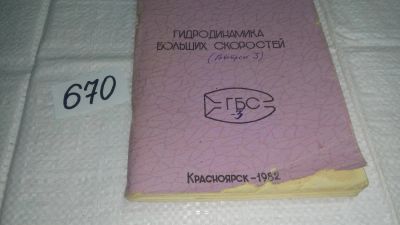 670
ГИДРОДИНАМИКА
БОЛЬШИХ СКОРОСТЕЙ
(Выпуск 3)
ГБС
-3
КРАСНОЯРСК-1982